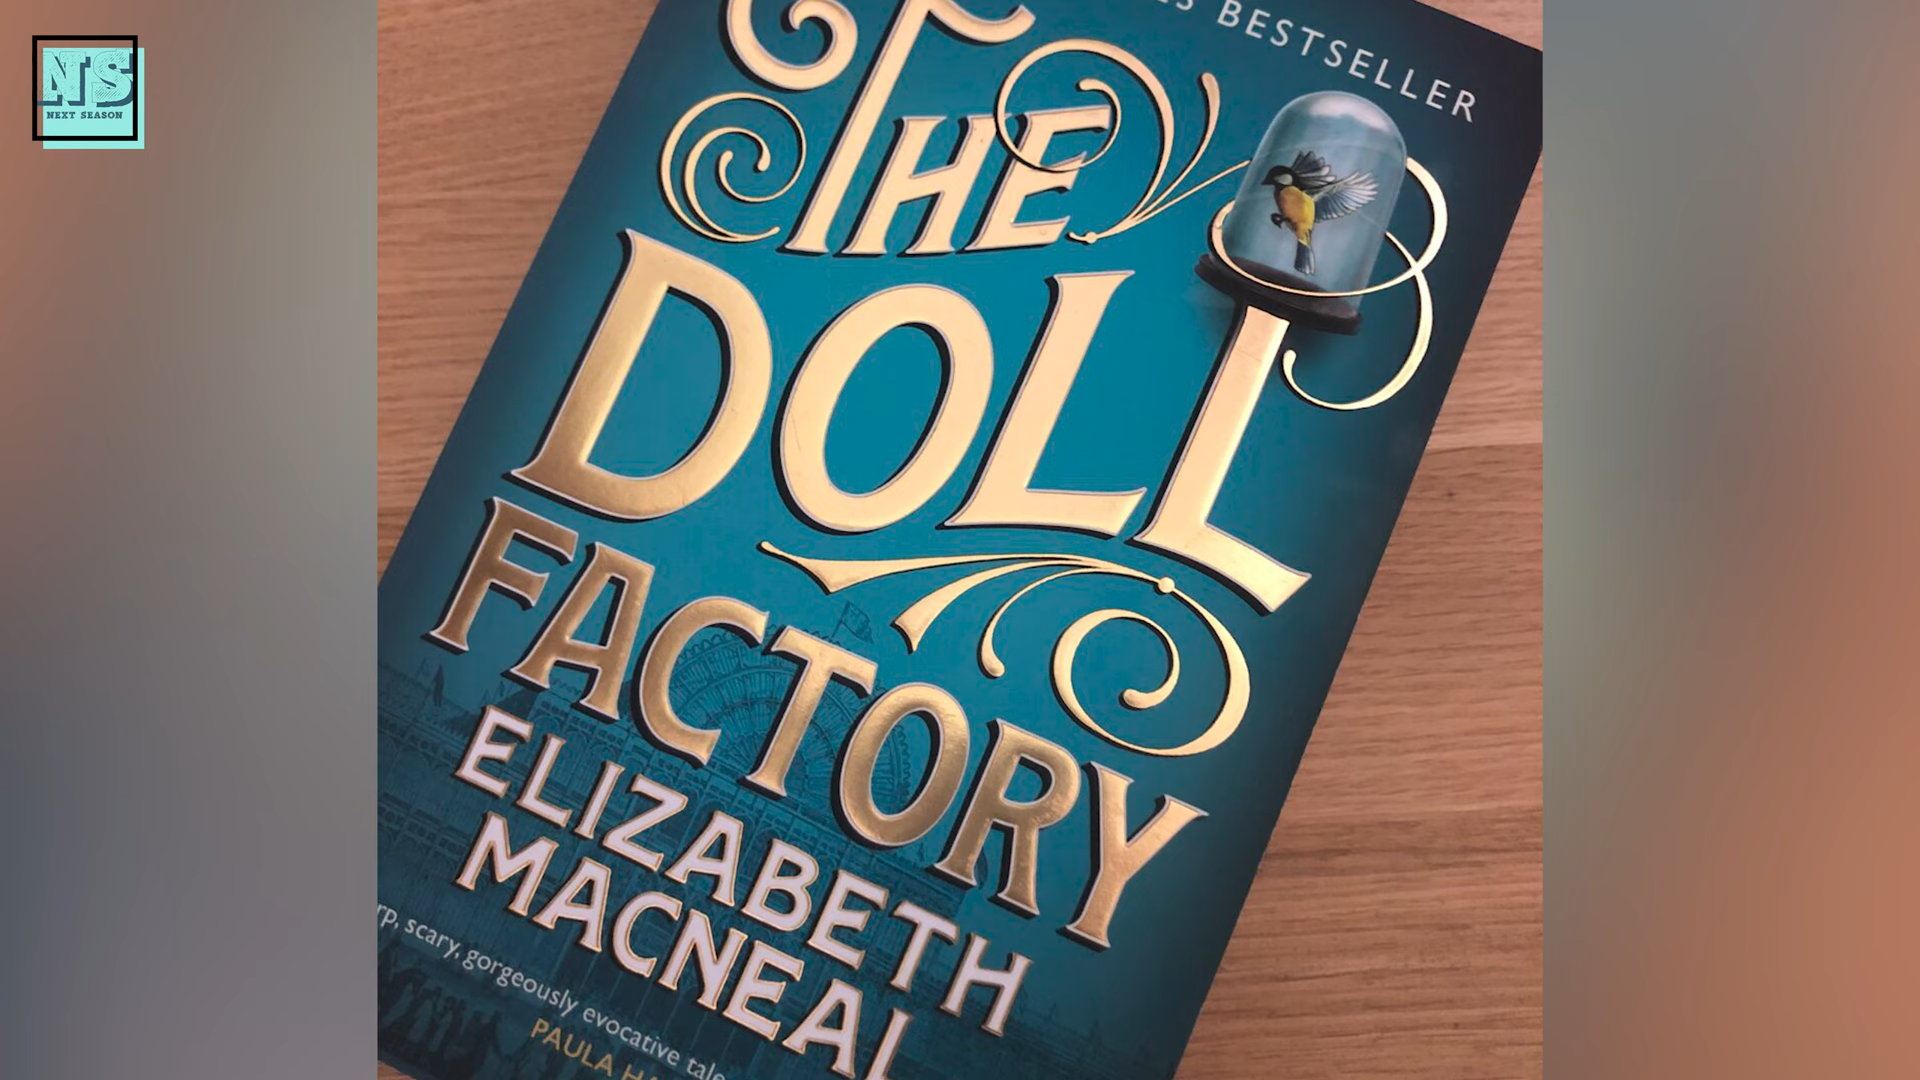 NS
NEXT SEASON
BESTSELLER
THE
DOLL
FACTORY
ELIZABETH
MACNEAL
scary, gorgeously evocative
PAULA